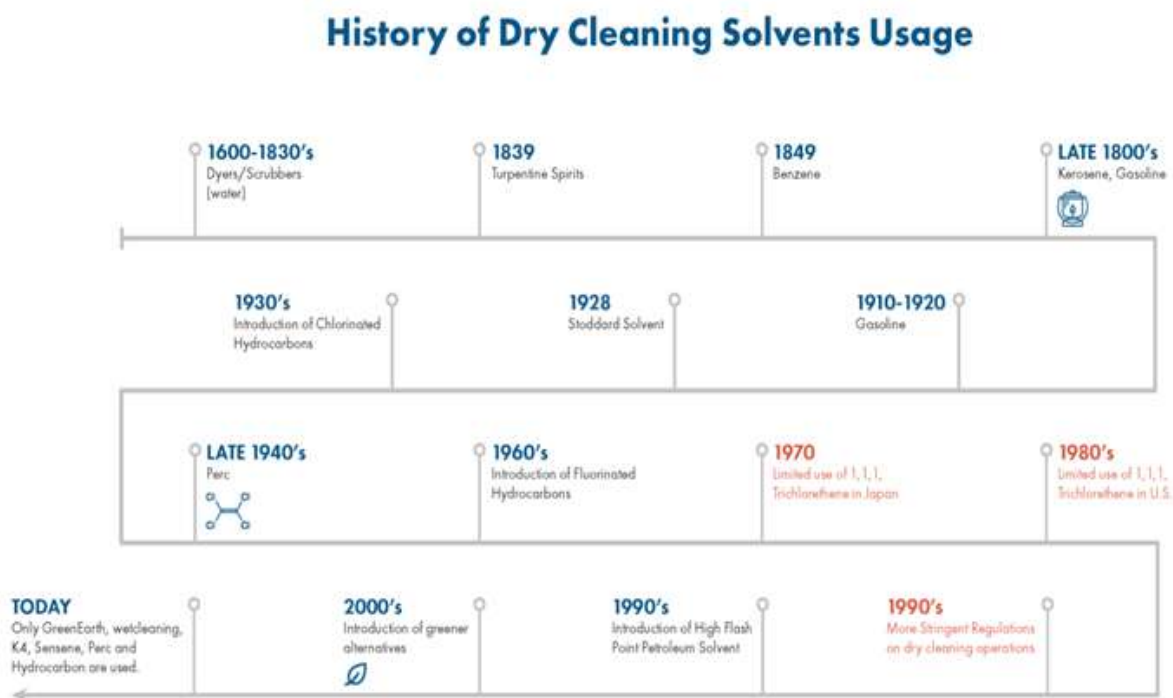 History of Dry Cleaning Solvents Usage
1600-1830's
Dyers/Scrubbers
(water)
1839
Turpentine Spirits
1849
Benzene
LATE 1800's
Kerosene, Gasoline
1930's
Introduction of Chlorinated
Hydrocarbons
1928
Stoddard Solvent
1910-1920
Gasoline
LATE 1940's
Perc
1960's
Introduction of Fluorinated
Hydrocarbons
1970
Limited use of 1,1,1,
Trichlorethene in Japan
1980's
Limited use of 1,1,1,
Trichlorethene in U.S.
TODAY
Only GreenEarth, wetcleaning,
K4, Sensene, Perc and
Hydrocarbon are used.
2000's
Introduction of greener
alternatives
1990's
Introduction of High Flash
Point Petroleum Solvent
1990's
More Stringent Regulations
on dry cleaning operations